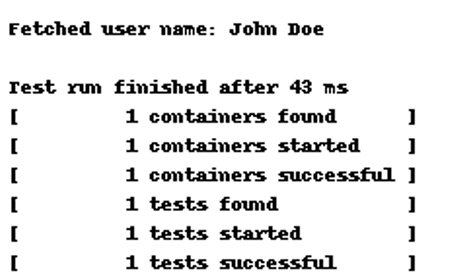 Fetched user name: John Doe
Test run finished after 43 ms
[ 1 containers found ]
[ 1 containers started ]
[ 1 containers successful ]
[ 1 tests found ]
[ 1 tests started ]
[ 1 tests successful ]